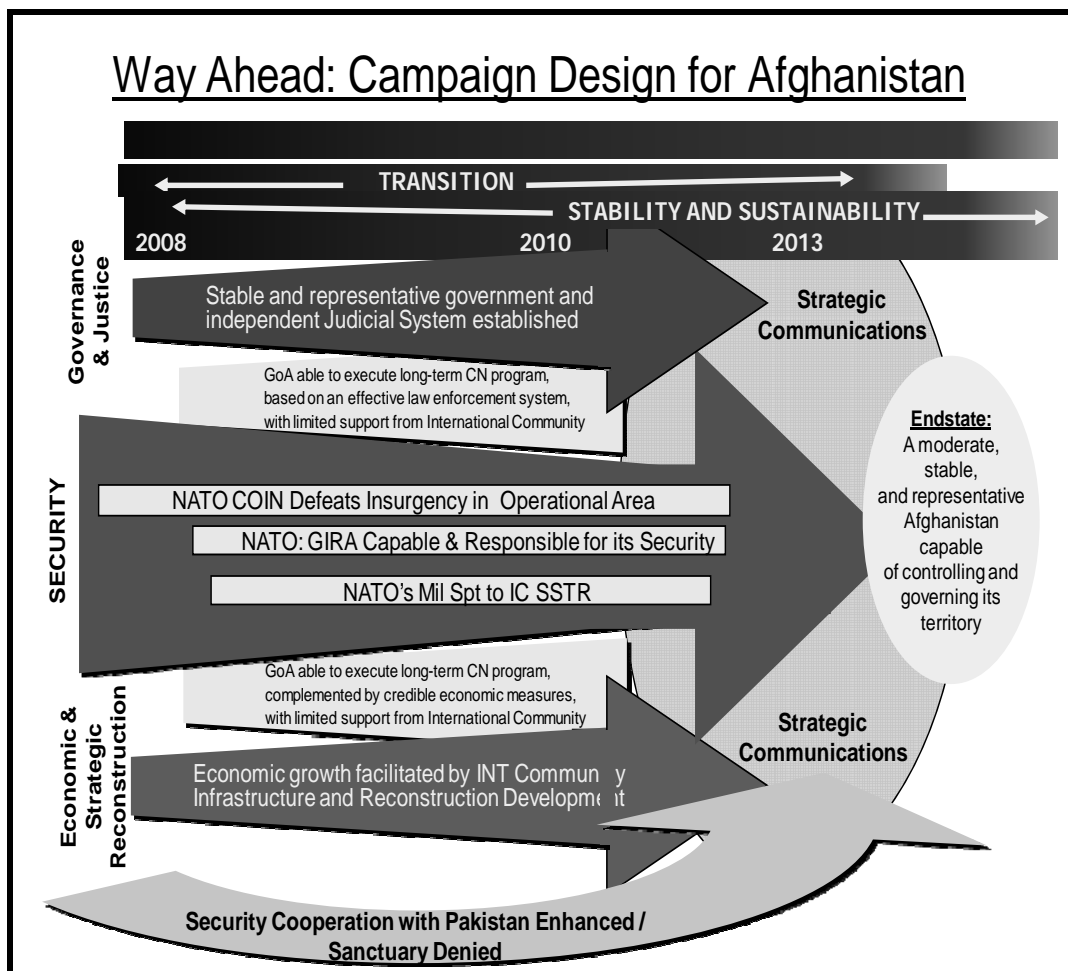 Way Ahead: Campaign Design for Afghanistan
TRANSITION
STABILITY AND SUSTAINABILITY
2008
2010
2013
Governance
& Justice
Stable and representative government and
independent Judicial System established
Strategic
Communications
GoA able to execute long-term CN program,
based on an effective law enforcement system,
with limited support from International Community
SECURITY
NATO COIN Defeats Insurgency in Operational Area
NATO: GIRA Capable & Responsible for its Security
NATO's Mil Spt to IC SSTR
Endstate:
A moderate,
stable,
and representative
Afghanistan
capable
of controlling and
governing its
territory
GoA able to execute long-term CN program,
complemented by credible economic measures,
with limited support from International Community
Economic &
Strategic
Reconstruction
Economic growth facilitated by INT Community
Infrastructure and Reconstruction Development
Strategic
Communications
Security Cooperation with Pakistan Enhanced /
Sanctuary Denied